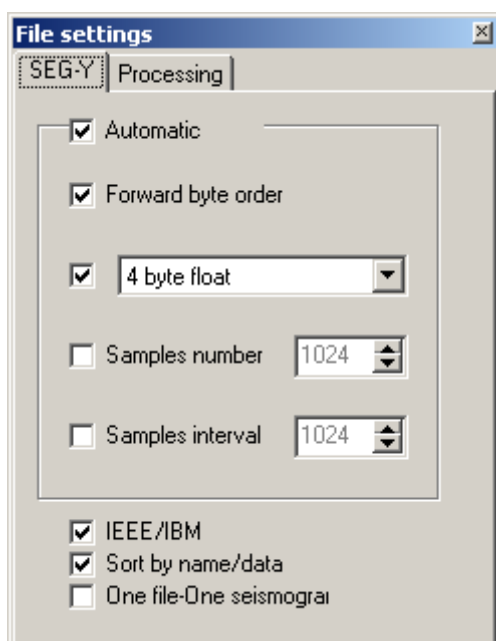 File settings
SEG-Y Processing
Automatic
Forward byte order
4 byte float
Samples number 1024
Samples interval 1024
IEEE/IBM
Sort by name/data
One file-One seismogra